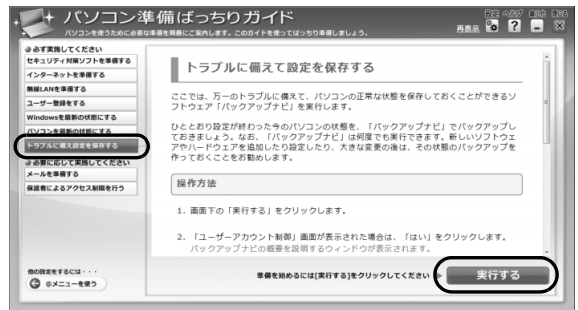 パソコン準備ばっちりガイド
パソコンを使うために必要な準備を順番にご案内します。このガイドを使ってばっちり準備しましょう。
再表示
設定 ヘルプ 最小化 閉じる
必ず実施してください
セキュリティ対策ソフトを準備する
インターネットを準備する
無線LANを準備する
ユーザー登録をする
Windowsを最新の状態にする
パソコンを最新の状態にする
トラブルに備え設定を保存する
必要に応じて実施してください
メールを準備する
保護者によるアクセス制限を行う
他の設定をするには・・・
@メニューを使う
トラブルに備えて設定を保存する
ここでは、万一のトラブルに備えて、パソコンの正常な状態を保存しておくことができるソ
フトウェア「バックアップナビ」を実行します。
ひととおり設定が終わった今のパソコンの状態を、「バックアップナビ」でバックアップし
ておきましょう。なお、「バックアップナビ」は何度でも実行できます。新しいソフトウェ
アやハードウェアを追加したり設定したり、大きな変更の後は、その状態のバックアップを
作っておくことをお勧めします。
操作方法
1. 画面下の「実行する」をクリックします。
2. 「ユーザーアカウント制御」画面が表示された場合は、「はい」をクリックします。
バックアップナビの概要を説明するウィンドウが表示されます。
準備を始めるには[実行する]をクリックしてください
実行する